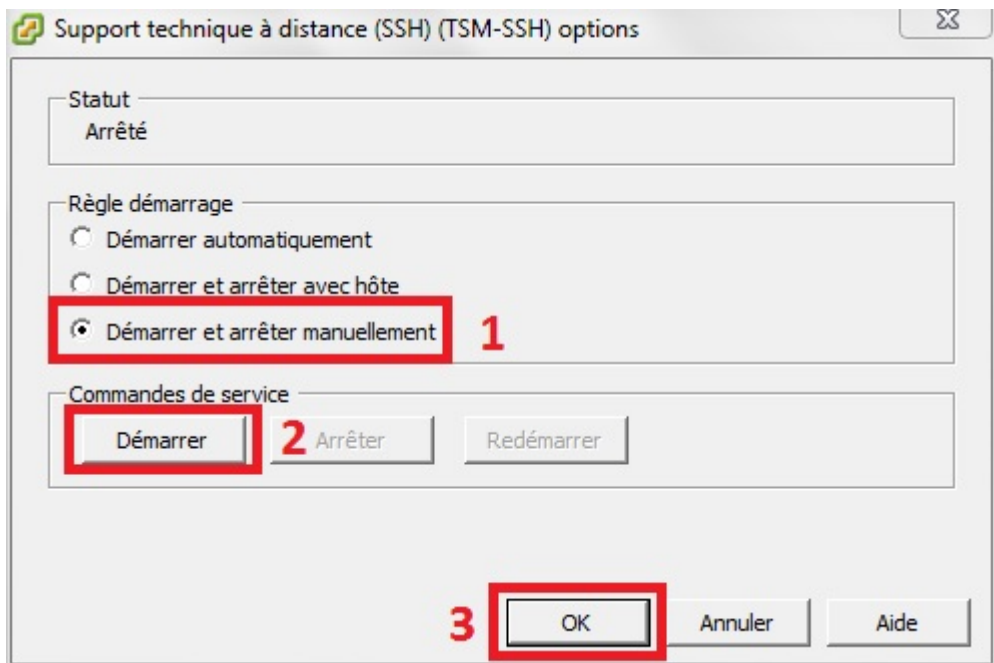 Support technique à distance (SSH) (TSM-SSH) options
Statut
Arrêté
Règle démarrage
Démarrer automatiquement
Démarrer et arrêter avec hôte
Démarrer et arrêter manuellement 1
Commandes de service
Démarrer 2 Arrêter Redémarrer
3 OK Annuler Aide